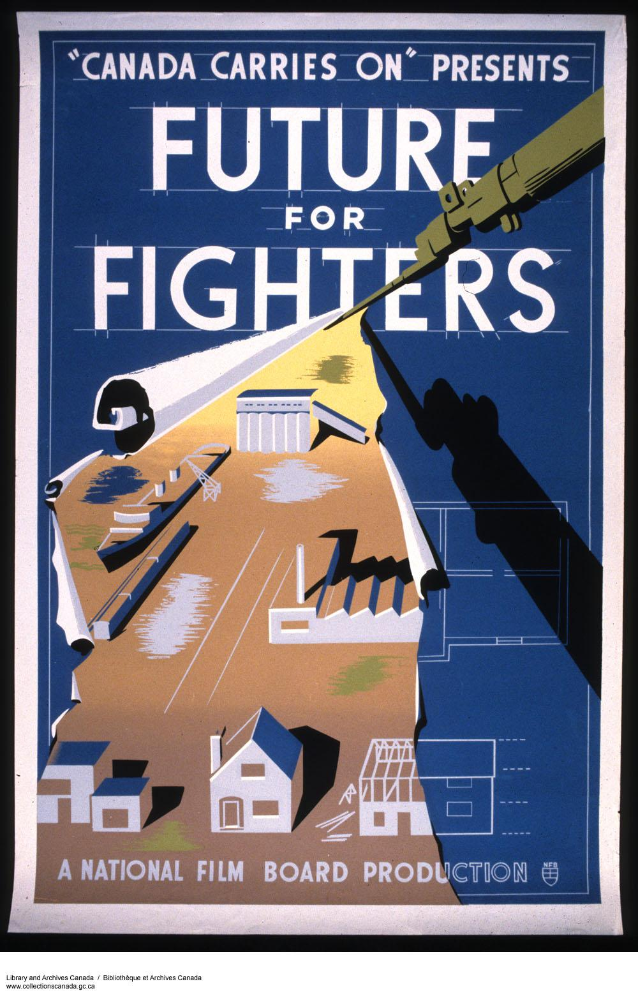 "CANADA CARRIES ON" PRESENTS
FUTURE
FOR
FIGHTERS
A NATIONAL FILM BOARD PRODUCTION
NFB
Library and Archives Canada / Bibliothèque et Archives Canada
www.collectionscanada.gc.ca